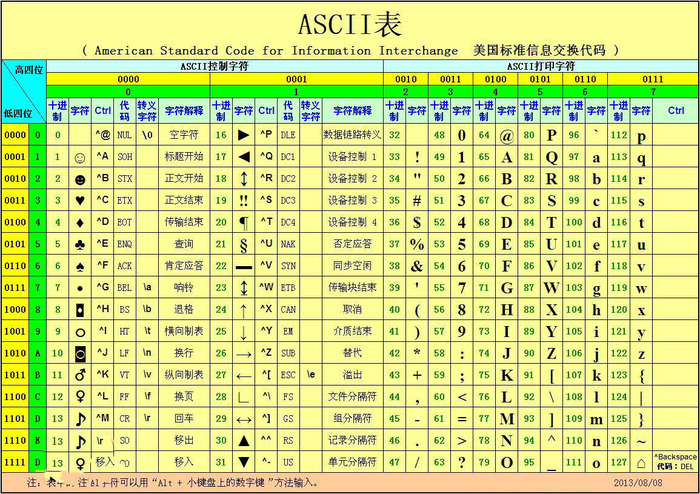 ASCII表
( American Standard Code for Information Interchange 美国标准信息交换代码 )
高四位 ASCII控制字符 ASCII打印字符
0000 0001 0010 0011 0100 0101 0110 0111
0 1 2 3 4 5 6 7
低四位 十进制 字符 Ctrl 代码 转义字符 字符解释 十进制 字符 Ctrl 代码 转义字符 字符解释 十进制 字符 十进制 字符 十进制 字符 十进制 字符 十进制 字符 十进制 字符 Ctrl
0000 0 0 ^@ NUL \0 空字符 16 ► ^P DLE 数据链路转义 32 48 0 64 @ 80 P 96 ` 112 p
0001 1 1 ☺ ^A SOH 标题开始 17 ◄ ^Q DC1 设备控制 1 33 ! 49 1 65 A 81 Q 97 a 113 q
0010 2 2 ☻ ^B STX 正文开始 18 ↕ ^R DC2 设备控制 2 34 " 50 2 66 B 82 R 98 b 114 r
0011 3 3 ♥ ^C ETX 正文结束 19 ‼ ^S DC3 设备控制 3 35 # 51 3 67 C 83 S 99 c 115 s
0100 4 4 ♦ ^D EOT 传输结束 20 ¶ ^T DC4 设备控制 4 36 $ 52 4 68 D 84 T 100 d 116 t
0101 5 5 ♣ ^E ENQ 查询 21 § ^U NAK 否定应答 37 % 53 5 69 E 85 U 101 e 117 u
0110 6 6 ♠ ^F ACK 肯定应答 22 ▬ ^V SYN 同步空闲 38 & 54 6 70 F 86 V 102 f 118 v
0111 7 7 • ^G BEL \a 响铃 23 ↨ ^W ETB 传输块结束 39 ' 55 7 71 G 87 W 103 g 119 w
1000 8 8 ◘ ^H BS \b 退格 24 ↑ ^X CAN 取消 40 ( 56 8 72 H 88 X 104 h 120 x
1001 9 9 ○ ^I HT \t 横向制表 25 ↓ ^Y EM 介质结束 41 ) 57 9 73 I 89 Y 105 i 121 y
1010 A 10 ◙ ^J LF \n 换行 26 → ^Z SUB 替代 42 * 58 : 74 J 90 Z 106 j 122 z
1011 B 11 ♂ ^K VT \v 纵向制表 27 ← ^[ ESC \e 溢出 43 + 59 ; 75 K 91 [ 107 k 123 {
1100 C 12 ♀ ^L FF \f 换页 28 ∟ ^\ FS 文件分隔符 44 , 60 < 76 L 92 \ 108 l 124 |
1101 D 13 ♪ ^M CR \r 回车 29 ↔ ^] GS 组分隔符 45 - 61 = 77 M 93 ] 109 m 125 }
1110 E 13 ♪ \r SO 移出 30 ▲ ^^ RS 记录分隔符 46 . 62 > 78 N 94 ^ 110 n 126 ~
1111 D 13 ♀ 移入 移入 31 ▼ ^- US 单元分隔符 47 / 63 ? 79 O 95 _ 111 o 127 ⌂ ^Backspace 代码: DEL
注: 符可以用 "Alt + 小键盘上的数字键"方法输入。 2013/08/08